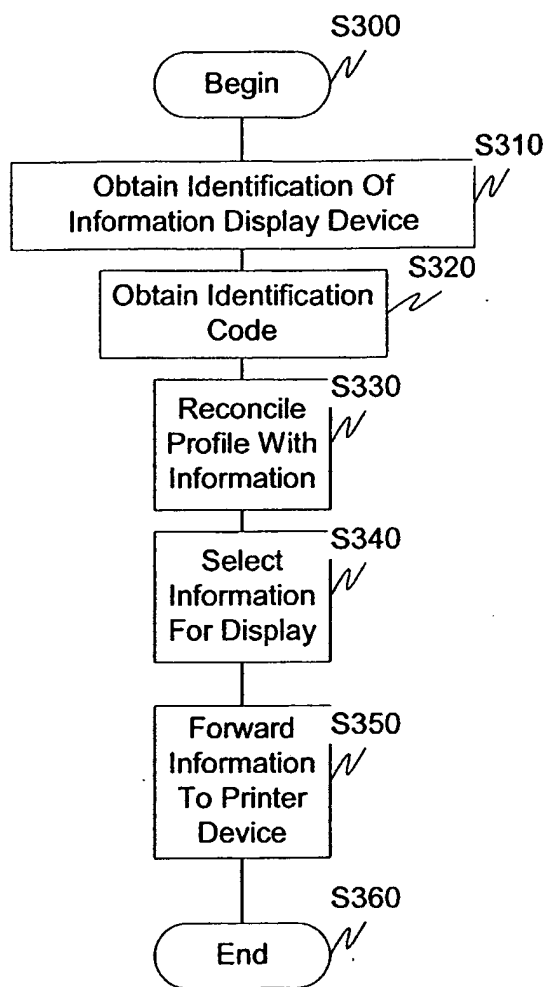 S300
Begin
S310
Obtain Identification Of
Information Display Device
S320
Obtain Identification
Code
S330
Reconcile
Profile With
Information
S340
Select
Information
For Display
S350
Forward
Information
To Printer
Device
S360
End